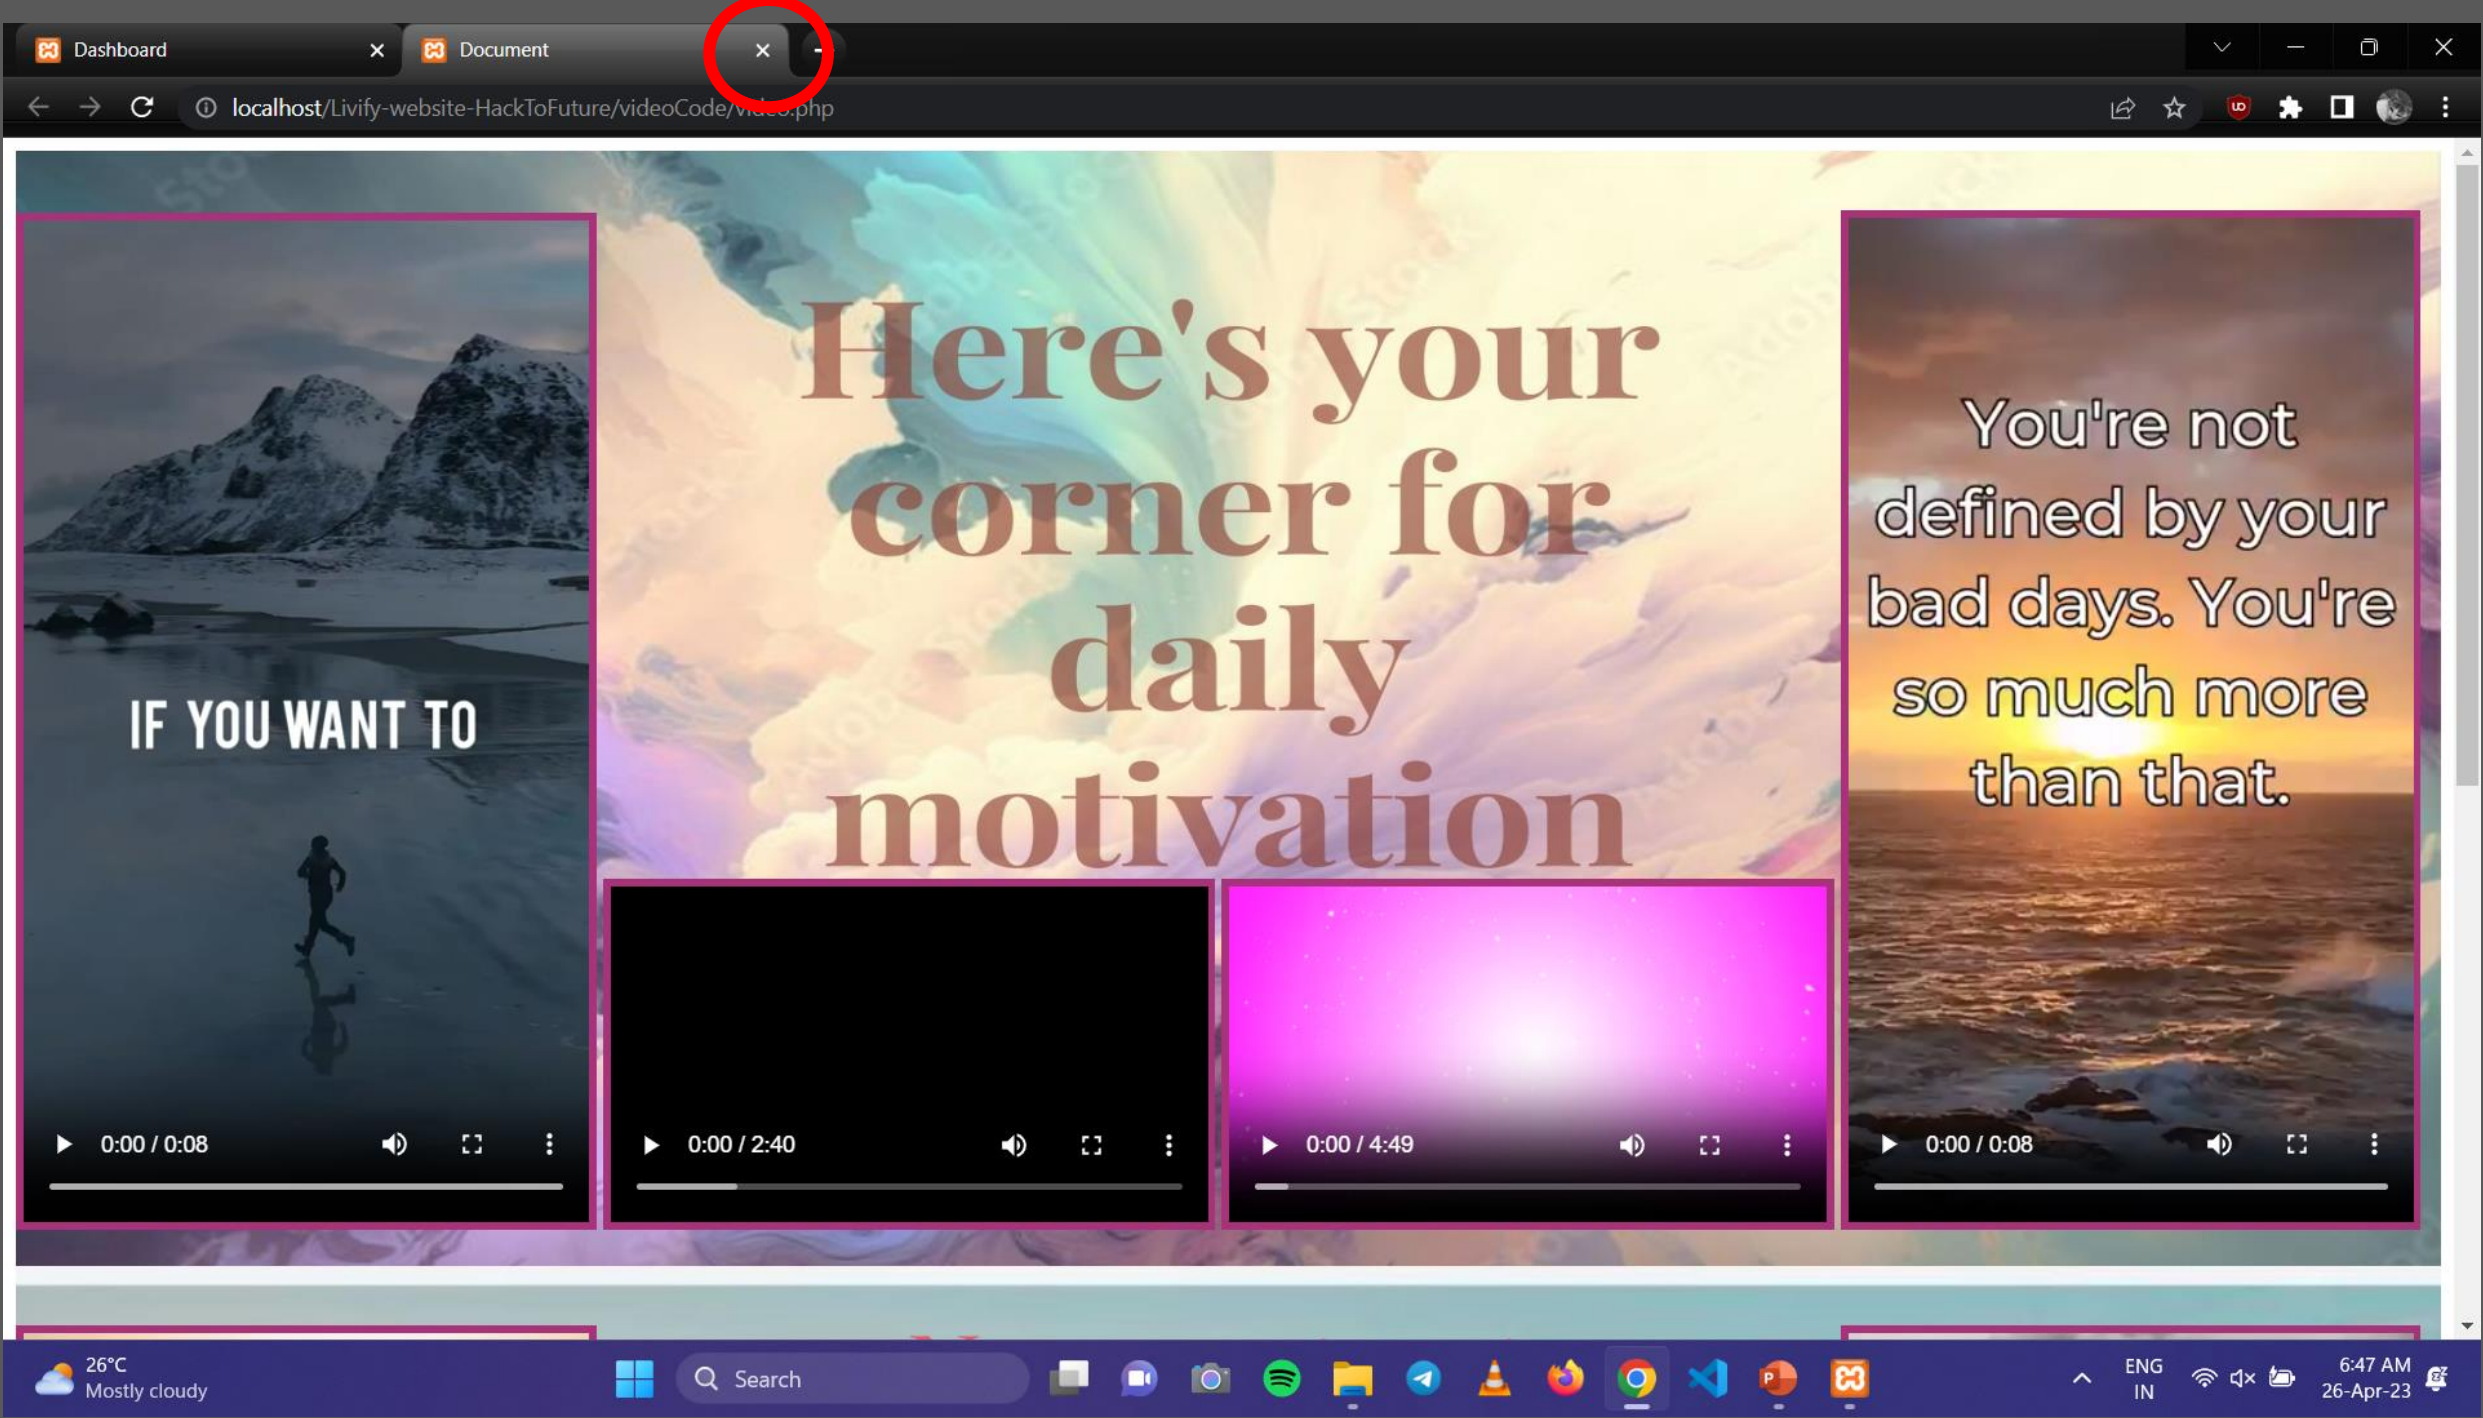 Dashboard
Document
localhost/Livify-website-HackToFuture/videoCode/video.php
Here's your
corner for
daily
motivation
IF YOU WANT TO
You're not
defined by your
bad days. You're
so much more
than that.
0:00 / 0:08
0:00 / 2:40
0:00 / 4:49
0:00 / 0:08
26°C
Mostly cloudy
Search
ENG
IN
6:47 AM
26-Apr-23